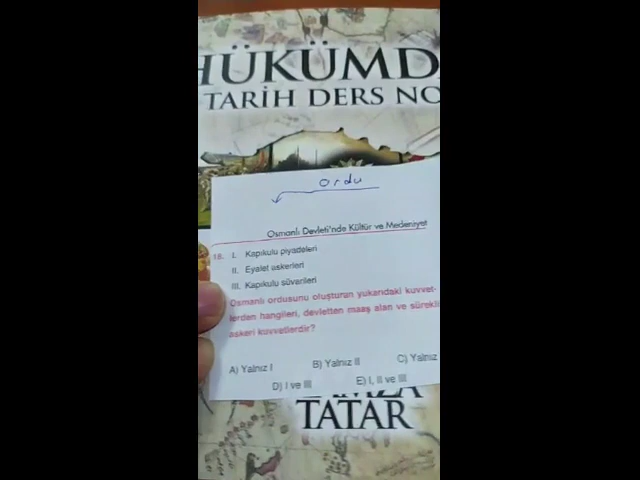 HÜKÜMD
TARİH DERS NO
ordu
Osmanlı Devleti'nde Kültür ve Medeniyet
18. I. Kapıkulu piyadeleri
II. Eyalet askerleri
III. Kapıkulu süvarileri
Osmanlı ordusunu oluşturan yukarıdaki kuvvet-
lerden hangileri, devletten maaş alan ve sürekli
askeri kuvvetlerdir?
A) Yalnız I B) Yalnız II C) Yalnız
D) I ve III E) I, II ve III
TATAR